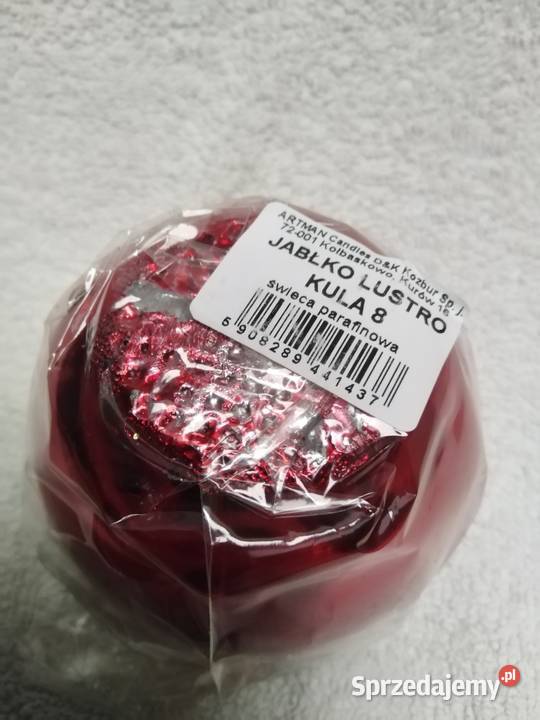 ARTMAN Candles D&K Kozbur Sp. j.
72-001 Kołbaskowo, Kurów 16
JABŁKO LUSTRO
KULA 8
świeca parafinowa
5 908289 441437
Sprzedajemy.pl